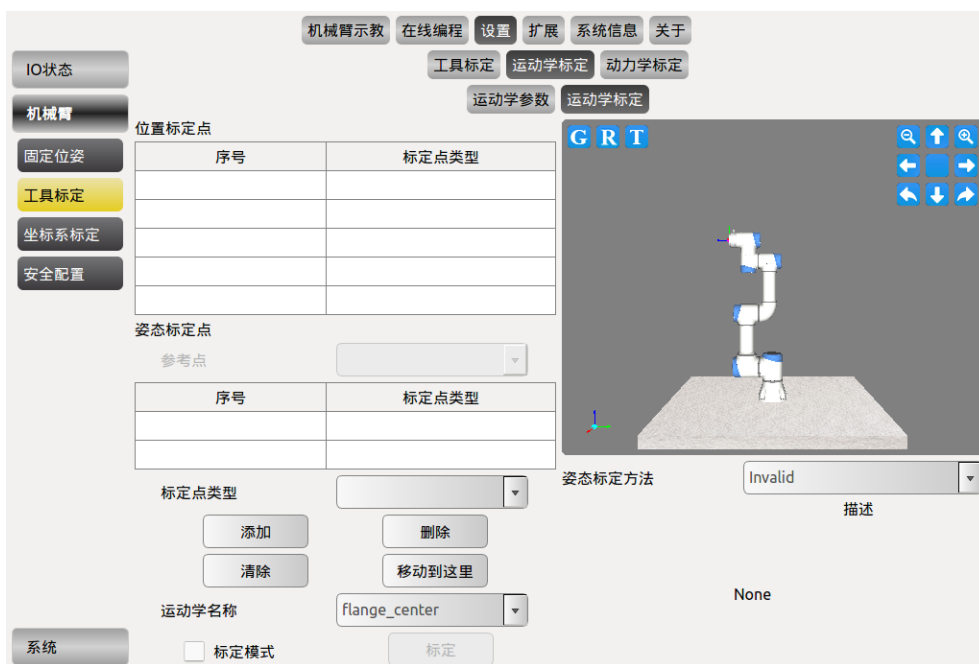 机械臂示教 在线编程 设置 扩展 系统信息 关于
工具标定 运动学标定 动力学标定
运动学参数 运动学标定
IO状态
机械臂
固定位姿
工具标定
坐标系标定
安全配置
系统
位置标定点
序号 标定点类型
姿态标定点
参考点
序号 标定点类型
标定点类型
添加 删除
清除 移动到这里
运动学名称 flange_center
标定模式 标定
G R T
姿态标定方法 Invalid
描述
None